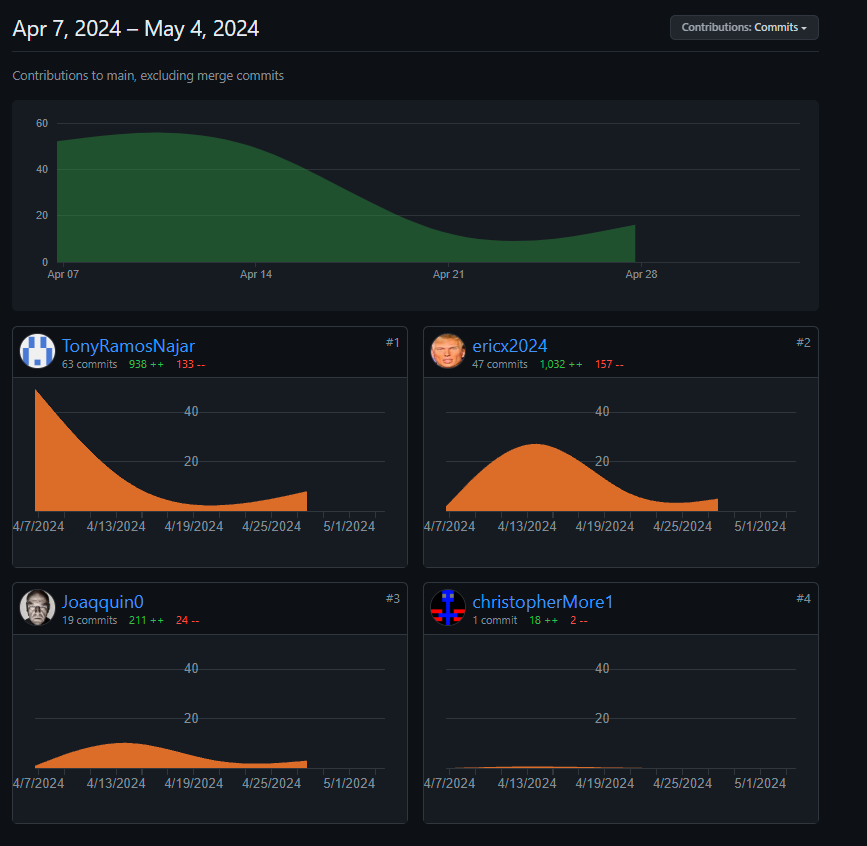 Apr 7, 2024 – May 4, 2024
Contributions: Commits
Contributions to main, excluding merge commits
60
40
20
0
Apr 07 Apr 14 Apr 21 Apr 28
TonyRamosNajar #1
63 commits 938 ++ 133 --
40
20
4/7/2024 4/13/2024 4/19/2024 4/25/2024 5/1/2024
ericx2024 #2
47 commits 1,032 ++ 157 --
40
20
4/7/2024 4/13/2024 4/19/2024 4/25/2024 5/1/2024
Joaqquin0 #3
19 commits 211 ++ 24 --
40
20
4/7/2024 4/13/2024 4/19/2024 4/25/2024 5/1/2024
christopherMore1 #4
1 commit 18 ++ 2 --
40
20
4/7/2024 4/13/2024 4/19/2024 4/25/2024 5/1/2024